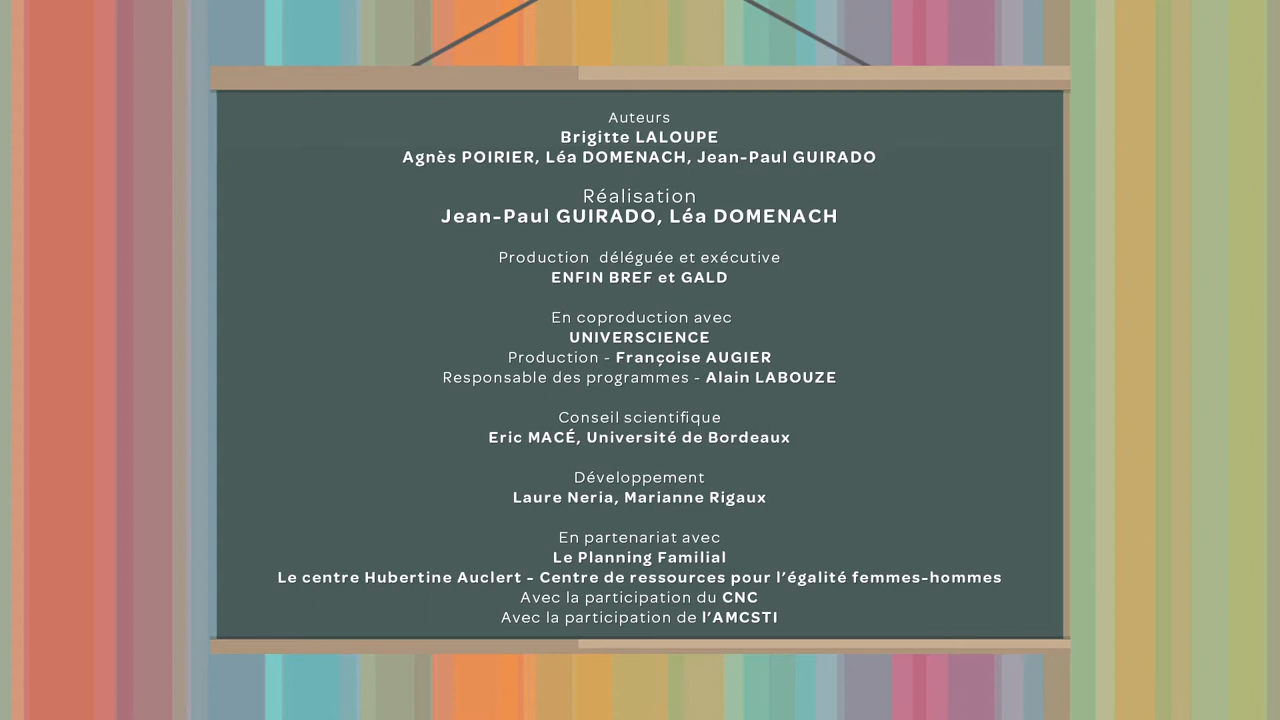 Auteurs
Brigitte LALOUPE
Agnès POIRIER, Léa DOMENACH, Jean-Paul GUIRADO
Réalisation
Jean-Paul GUIRADO, Léa DOMENACH
Production déléguée et exécutive
ENFIN BREF et GALD
En coproduction avec
UNIVERSCIENCE
Production - Françoise AUGIER
Responsable des programmes - Alain LABOUZE
Conseil scientifique
Eric MACÉ, Université de Bordeaux
Développement
Laure Neria, Marianne Rigaux
En partenariat avec
Le Planning Familial
Le centre Hubertine Auclert - Centre de ressources pour l’égalité femmes-hommes
Avec la participation du CNC
Avec la participation de l’AMCSTI